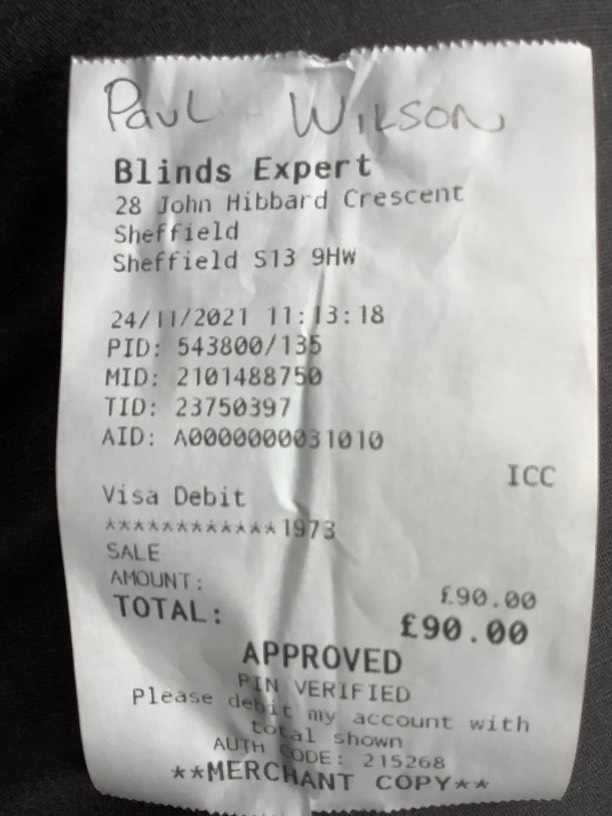 Paul Wilson
Blinds Expert
28 John Hibbard Crescent
Sheffield
Sheffield S13 9HW
24/11/2021 11:13:18
PID: 543800/135
MID: 2101488750
TID: 23750397
AID: A0000000031010
ICC
Visa Debit
************1973
SALE
AMOUNT: £90.00
TOTAL: £90.00
APPROVED
PIN VERIFIED
Please debit my account with
total shown
AUTH CODE: 215268
**MERCHANT COPY**